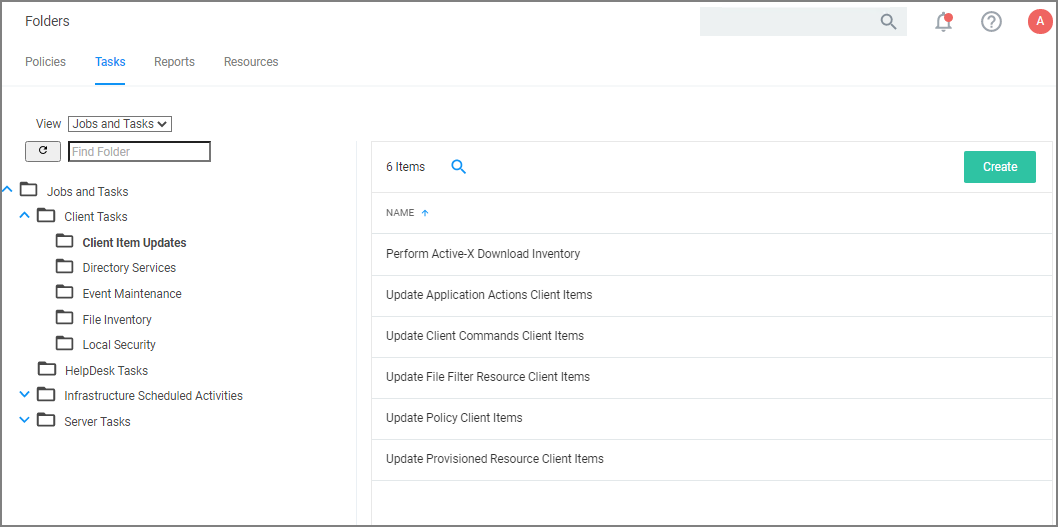 Folders
A
Policies Tasks Reports Resources
View Jobs and Tasks
Find Folder
6 Items
Create
Jobs and Tasks
Client Tasks
Client Item Updates
Directory Services
Event Maintenance
File Inventory
Local Security
HelpDesk Tasks
Infrastructure Scheduled Activities
Server Tasks
NAME
Perform Active-X Download Inventory
Update Application Actions Client Items
Update Client Commands Client Items
Update File Filter Resource Client Items
Update Policy Client Items
Update Provisioned Resource Client Items